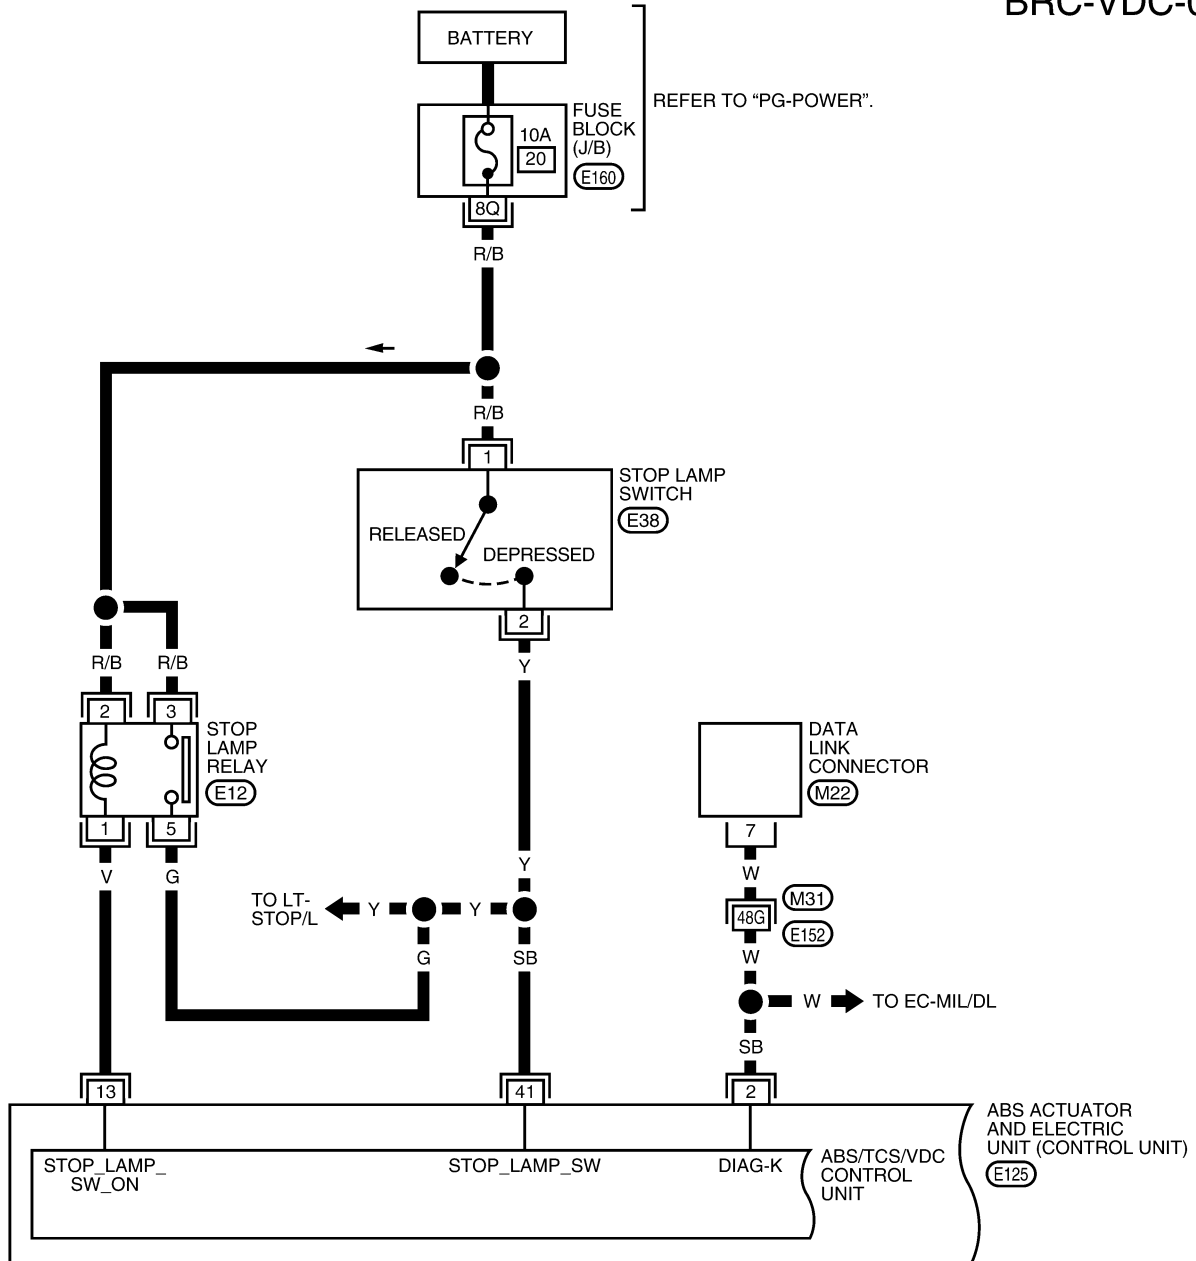 BRC-VDC-
BATTERY
REFER TO “PG-POWER”.
FUSE
BLOCK
(J/B)
10A
20
E160
8Q
R/B
R/B
1
STOP LAMP
SWITCH
E38
RELEASED
DEPRESSED
2
Y
R/B
R/B
2
3
STOP
LAMP
RELAY
E12
1
5
V
G
DATA
LINK
CONNECTOR
M22
7
W
M31
48G
E152
W
W
TO EC-MIL/DL
SB
Y
TO LT-
STOP/L
Y
Y
G
SB
13
41
2
STOP_LAMP_
SW_ON
STOP_LAMP_SW
DIAG-K
ABS/TCS/VDC
CONTROL
UNIT
ABS ACTUATOR
AND ELECTRIC
UNIT (CONTROL UNIT)
E125